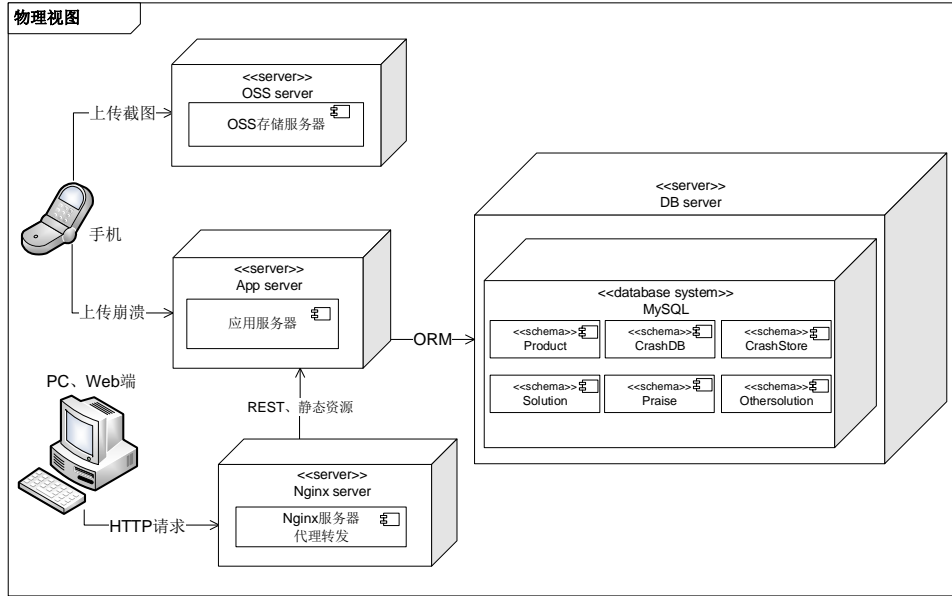 物理视图
<<server>>
OSS server
OSS存储服务器
上传截图
手机
上传崩溃
<<server>>
App server
应用服务器
ORM
<<server>>
DB server
<<database system>>
MySQL
<<schema>>
Product
<<schema>>
CrashDB
<<schema>>
CrashStore
<<schema>>
Solution
<<schema>>
Praise
<<schema>>
Othersolution
PC、Web端
REST、静态资源
HTTP请求
<<server>>
Nginx server
Nginx服务器
代理转发